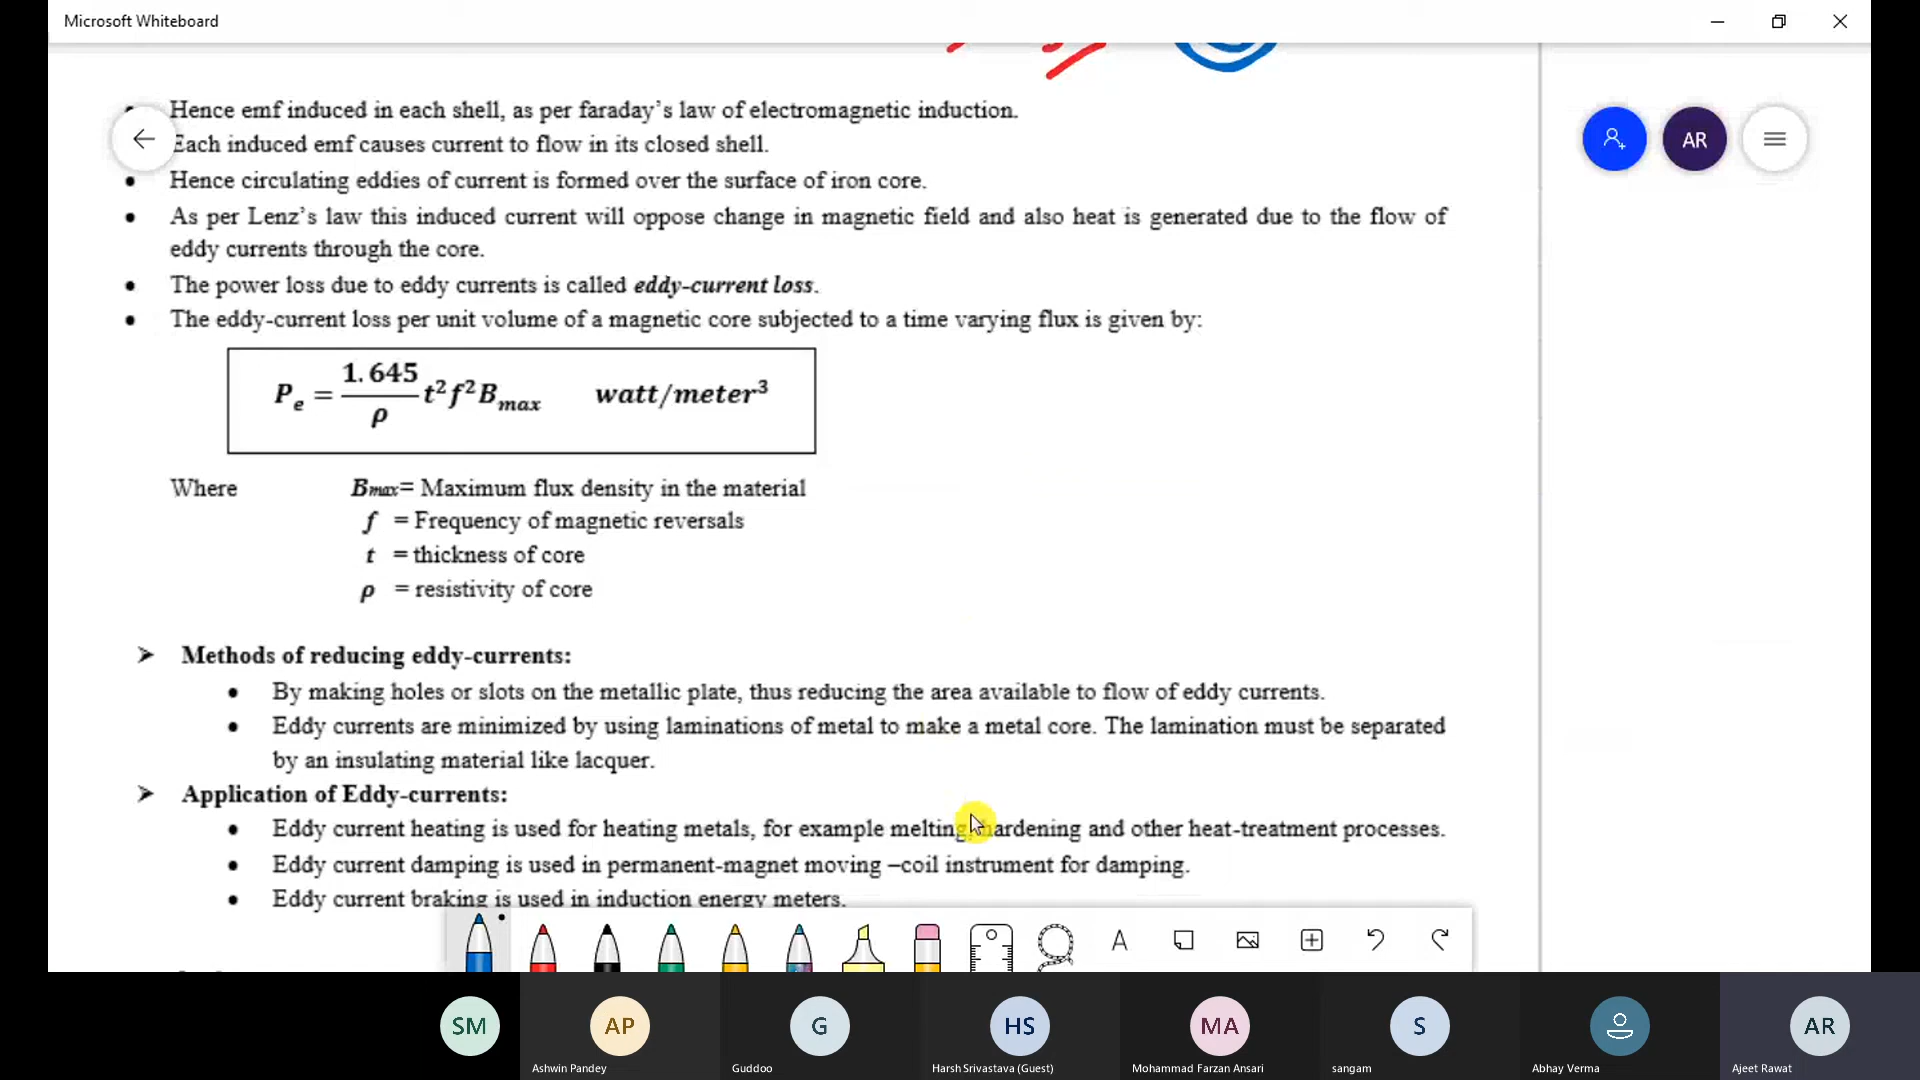 Microsoft Whiteboard
Hence emf induced in each shell, as per faraday's law of electromagnetic induction.
Each induced emf causes current to flow in its closed shell.
AR
• Hence circulating eddies of current is formed over the surface of iron core.
• As per Lenz's law this induced current will oppose change in magnetic field and also heat is generated due to the flow of
eddy currents through the core.
• The power loss due to eddy currents is called eddy-current loss.
• The eddy-current loss per unit volume of a magnetic core subjected to a time varying flux is given by:
Pₑ = 1.645/ρ t²f²Bmax watt/meter³
Where Bmax= Maximum flux density in the material
f = Frequency of magnetic reversals
t = thickness of core
ρ = resistivity of core
➤ Methods of reducing eddy-currents:
• By making holes or slots on the metallic plate, thus reducing the area available to flow of eddy currents.
• Eddy currents are minimized by using laminations of metal to make a metal core. The lamination must be separated
by an insulating material like lacquer.
➤ Application of Eddy-currents:
• Eddy current heating is used for heating metals, for example melting, hardening and other heat-treatment processes.
• Eddy current damping is used in permanent-magnet moving –coil instrument for damping.
• Eddy current braking is used in induction energy meters.
A
SM AP G HS MA S AR
Ashwin Pandey Guddoo Harsh Srivastava (Guest) Mohammad Farzan Ansari sangam Abhay Verma Ajeet Rawat